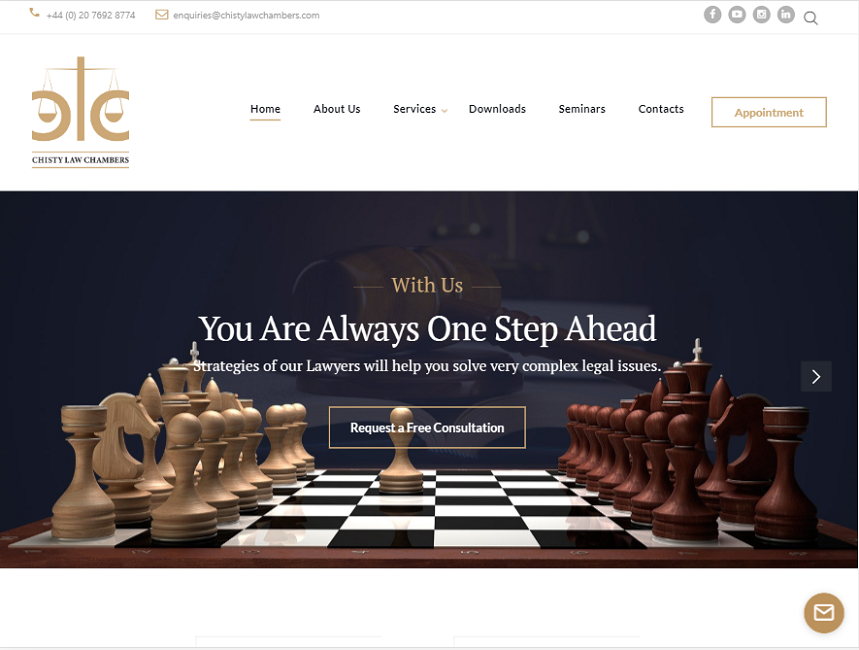 +44 (0) 20 7692 8774
enquiries@chistylawchambers.com
CHISTY LAW CHAMBERS
Home
About Us
Services
Downloads
Seminars
Contacts
Appointment
With Us
You Are Always One Step Ahead
Strategies of our Lawyers will help you solve very complex legal issues.
Request a Free Consultation